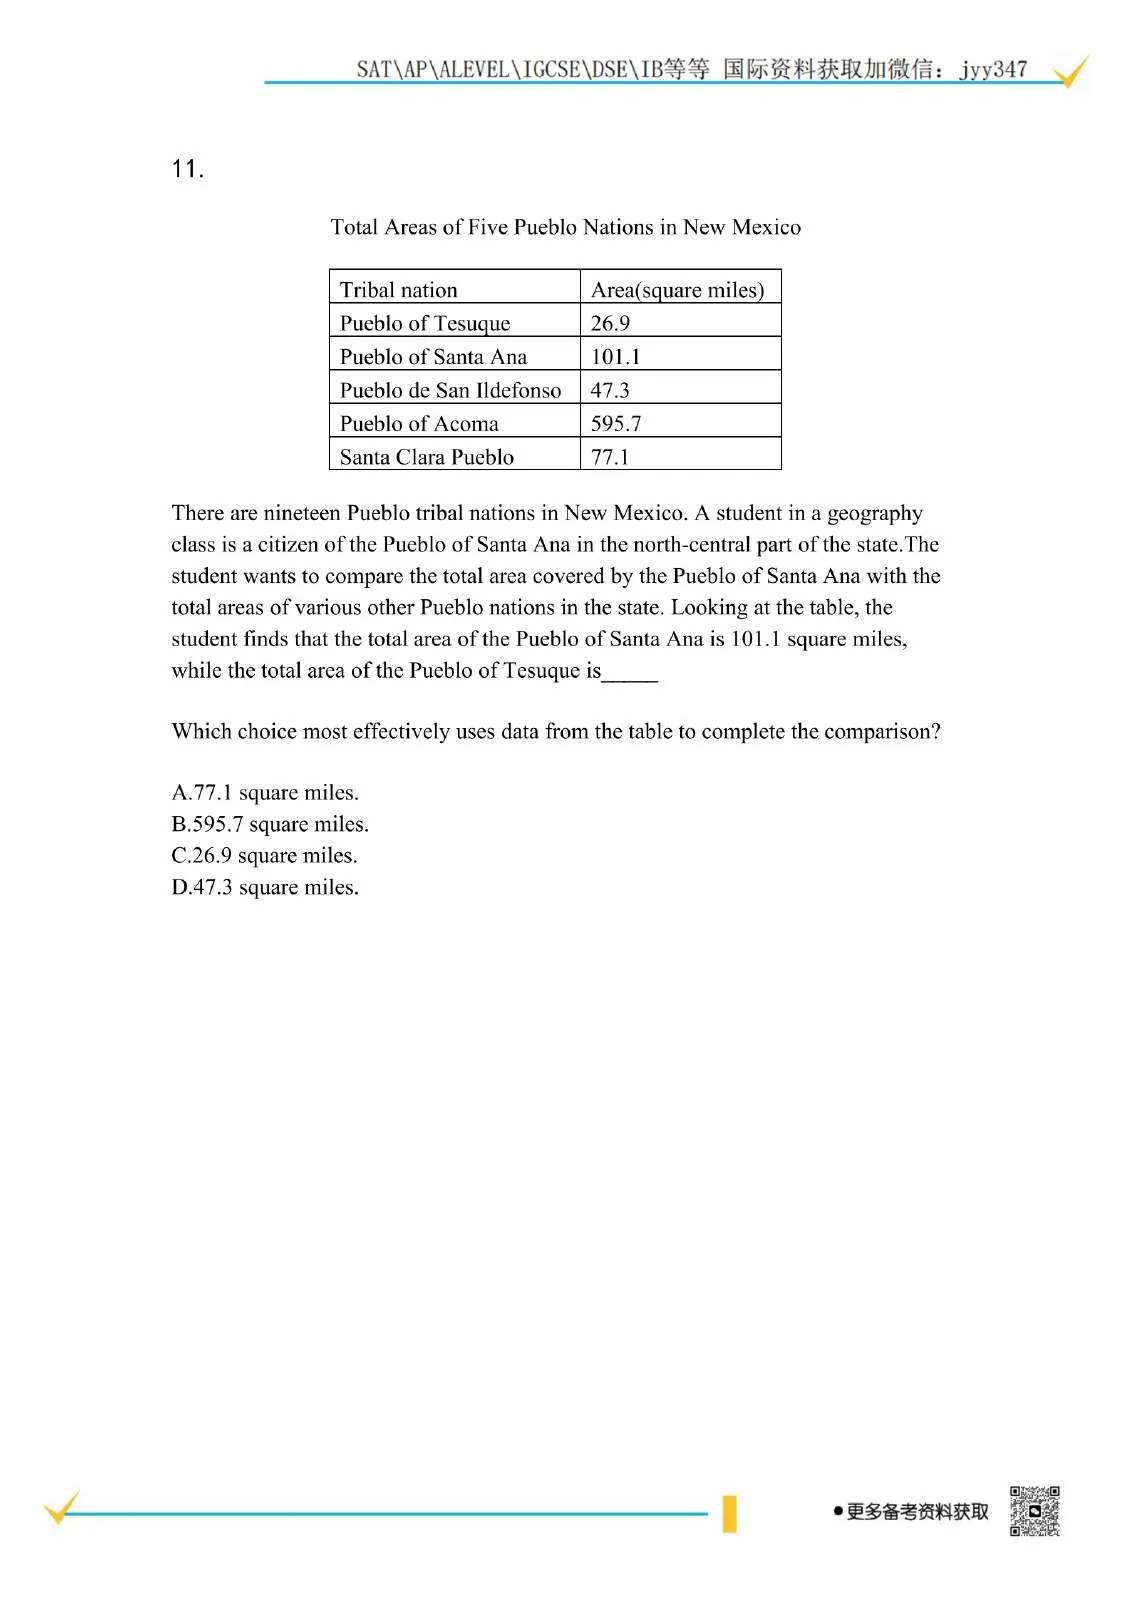 SAT\AP\ALEVEL\IGCSE\DSE\IB等等 国际资料获取加微信：jyy347
11.
Total Areas of Five Pueblo Nations in New Mexico
Tribal nation Area(square miles)
Pueblo of Tesuque 26.9
Pueblo of Santa Ana 101.1
Pueblo de San Ildefonso 47.3
Pueblo of Acoma 595.7
Santa Clara Pueblo 77.1
There are nineteen Pueblo tribal nations in New Mexico. A student in a geography
class is a citizen of the Pueblo of Santa Ana in the north-central part of the state.The
student wants to compare the total area covered by the Pueblo of Santa Ana with the
total areas of various other Pueblo nations in the state. Looking at the table, the
student finds that the total area of the Pueblo of Santa Ana is 101.1 square miles,
while the total area of the Pueblo of Tesuque is_____
Which choice most effectively uses data from the table to complete the comparison?
A.77.1 square miles.
B.595.7 square miles.
C.26.9 square miles.
D.47.3 square miles.
●更多备考资料获取